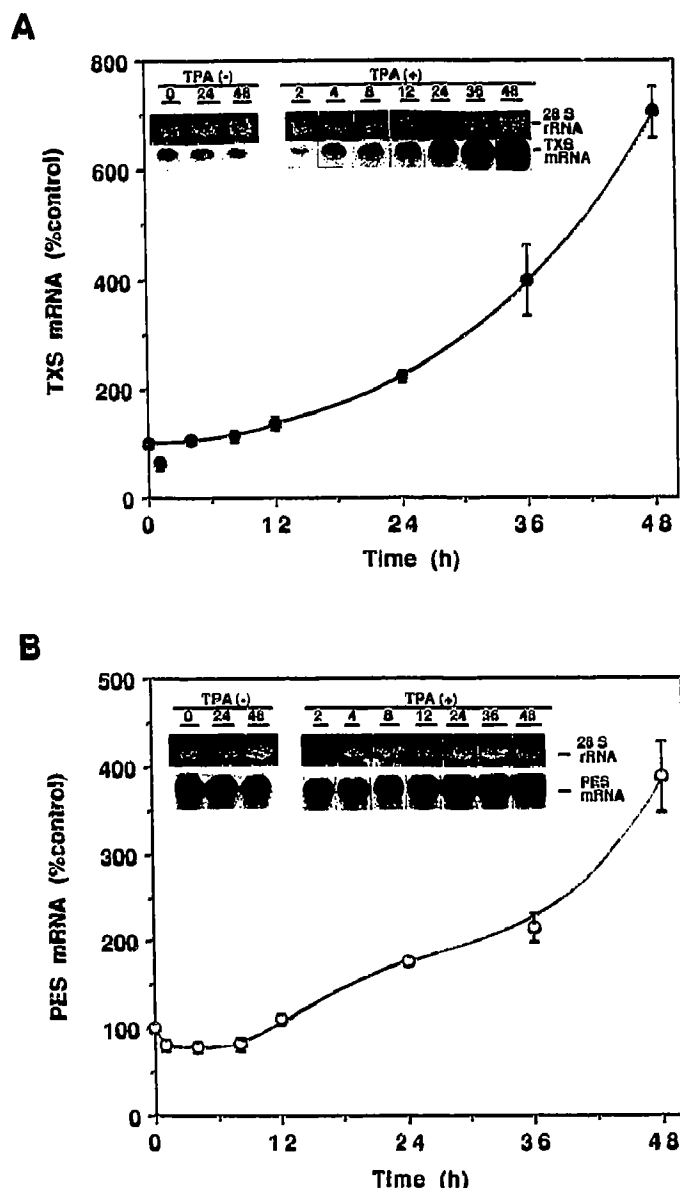 A
800
TPA (-)
TPA (+)
0 24 48
2 4 8 12 24 36 48
28 S
rRNA
TXS
mRNA
600
400
200
0
TXS mRNA (%control)
0 12 24 36 48
Time (h)
B
500
TPA (-)
TPA (+)
0 24 48
2 4 8 12 24 36 48
28 S
rRNA
PES
mRNA
400
300
200
100
0
PES mRNA (%control)
0 12 24 36 48
Time (h)